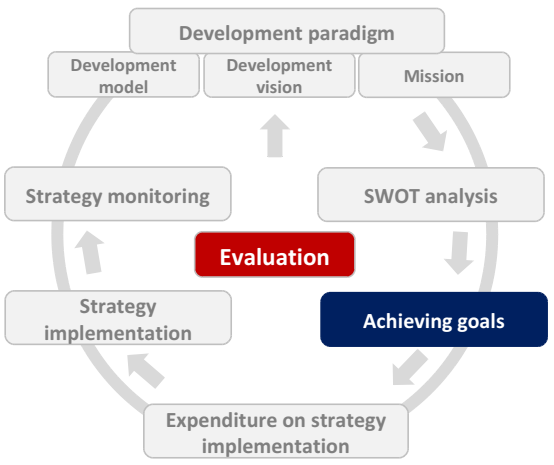 Development paradigm
Development
model
Development
vision
Mission
Strategy monitoring
SWOT analysis
Evaluation
Strategy
implementation
Achieving goals
Expenditure on strategy
implementation